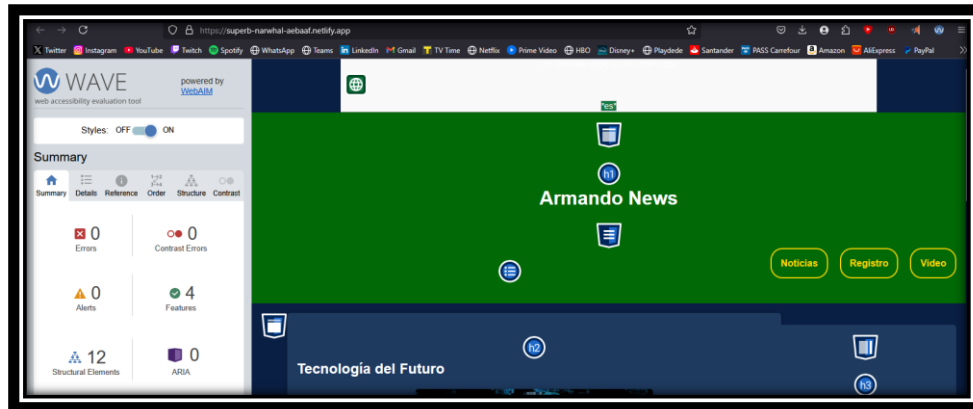 https://superb-narwhal-aebaaf.netlify.app
Twitter Instagram YouTube Twitch Spotify WhatsApp Teams LinkedIn Gmail TV Time Netflix Prime Video HBO Disney+ Playdede Santander PASS Carrefour Amazon AliExpress PayPal
WAVE
web accessibility evaluation tool
powered by
WebAIM
Styles: OFF ON
Summary
Summary Details Reference Order Structure Contrast
0
Errors
0
Contrast Errors
0
Alerts
4
Features
12
Structural Elements
0
ARIA
"es"
h1
Armando News
Noticias Registro Video
h2
Tecnología del Futuro
h3